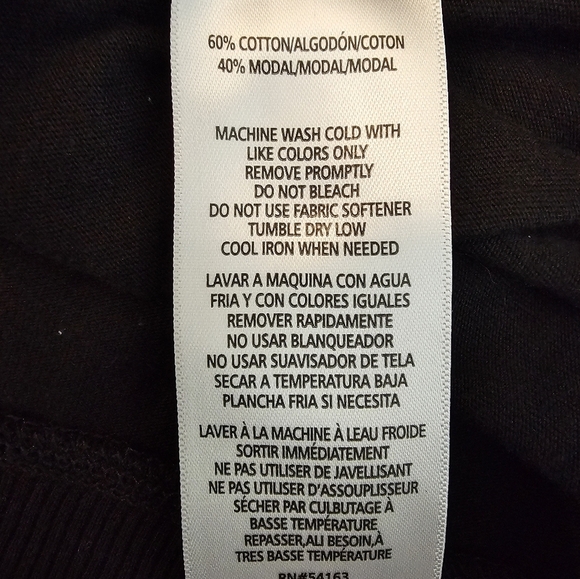 60% COTTON/ALGODÓN/COTON
40% MODAL/MODAL/MODAL
MACHINE WASH COLD WITH
LIKE COLORS ONLY
REMOVE PROMPTLY
DO NOT BLEACH
DO NOT USE FABRIC SOFTENER
TUMBLE DRY LOW
COOL IRON WHEN NEEDED
LAVAR A MAQUINA CON AGUA
FRIA Y CON COLORES IGUALES
REMOVER RAPIDAMENTE
NO USAR BLANQUEADOR
NO USAR SUAVISADOR DE TELA
SECAR A TEMPERATURA BAJA
PLANCHA FRIA SI NECESITA
LAVER À LA MACHINE À LEAU FROIDE
SORTIR IMMÉDIATEMENT
NE PAS UTILISER DE JAVELLISANT
NE PAS UTILISER D'ASSOUPLISSEUR
SÉCHER PAR CULBUTAGE À
BASSE TEMPÉRATURE
REPASSER,ALI BESOIN,À
TRES BASSE TEMPÉRATURE
RN#54163